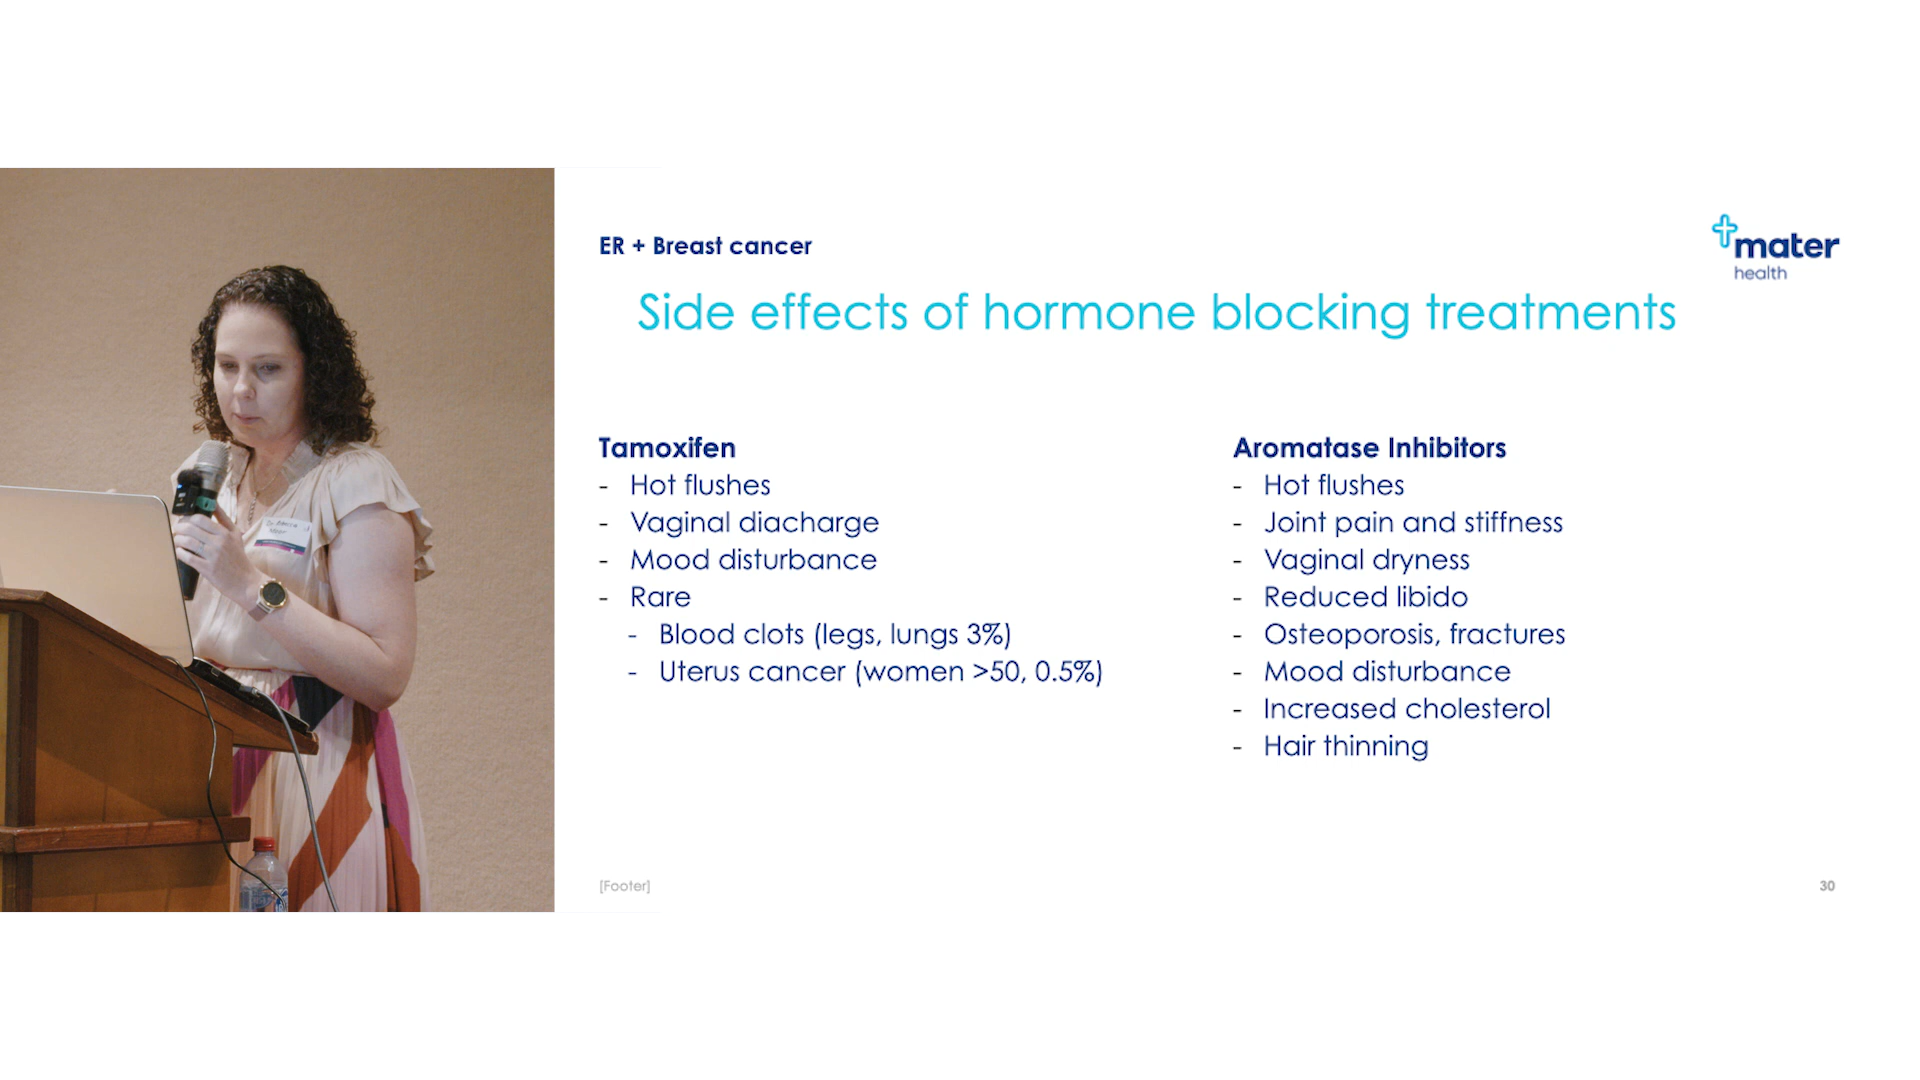 ER + Breast cancer
mater
health
Side effects of hormone blocking treatments
Tamoxifen
- Hot flushes
- Vaginal diacharge
- Mood disturbance
- Rare
- Blood clots (legs, lungs 3%)
- Uterus cancer (women >50, 0.5%)
Aromatase Inhibitors
- Hot flushes
- Joint pain and stiffness
- Vaginal dryness
- Reduced libido
- Osteoporosis, fractures
- Mood disturbance
- Increased cholesterol
- Hair thinning
[Footer]
30